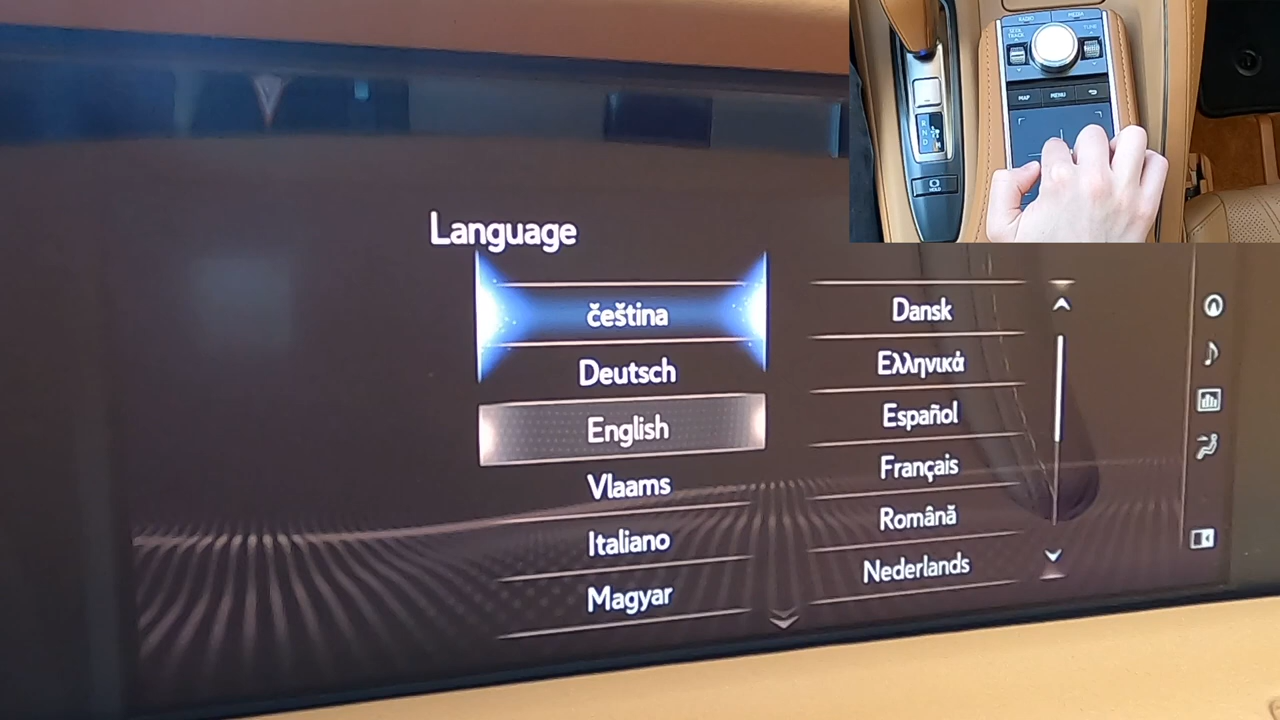 Language
čeština
Dansk
Deutsch
Ελληνικά
English
Español
Vlaams
Français
Italiano
Română
Magyar
Nederlands
RADIO
MEDIA
SEEK
TRACK
TUNE
MAP
MENU
R
N
D
HOLD